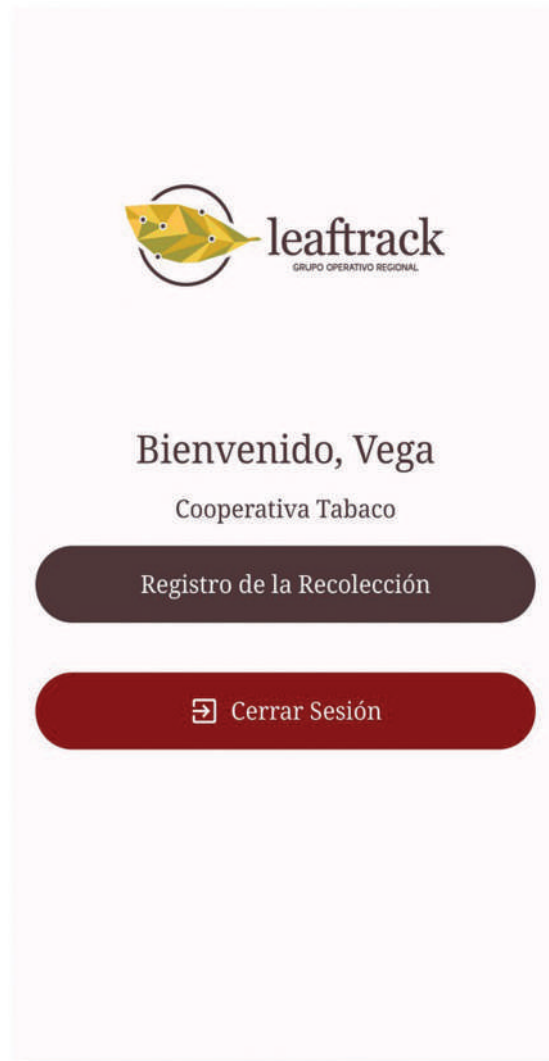 leaftrack
GRUPO OPERATIVO REGIONAL
Bienvenido, Vega
Cooperativa Tabaco
Registro de la Recolección
Cerrar Sesión